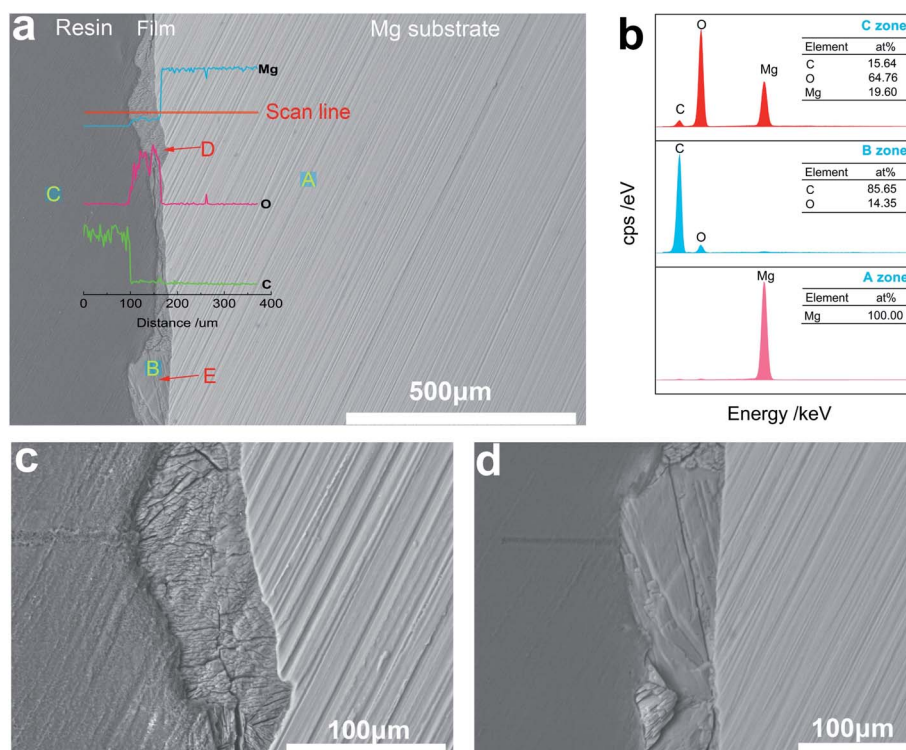 a
Resin Film Mg substrate
Mg
Scan line
D
C
A
O
C
0 100 200 300 400
Distance /um
B
E
500μm
b
cps /eV
C zone
Element at%
C 15.64
O 64.76
Mg 19.60
C O Mg
B zone
Element at%
C 85.65
O 14.35
C O
A zone
Element at%
Mg 100.00
Mg
Energy /keV
c
100μm
d
100μm